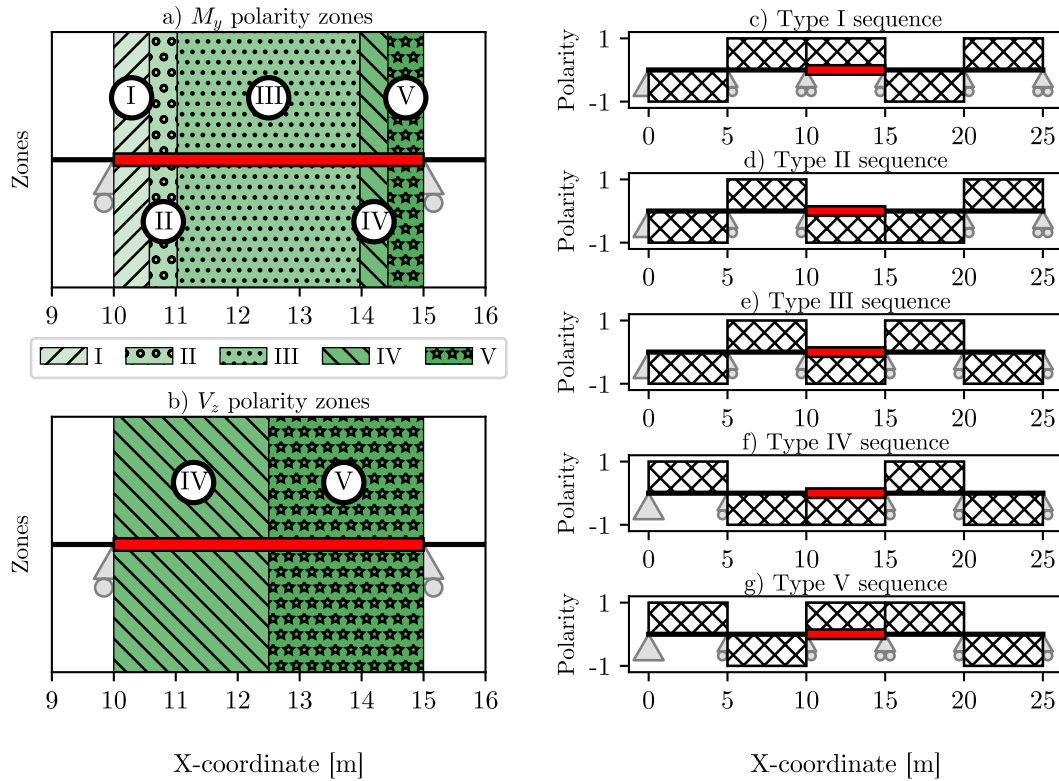 a) M_y polarity zones
I
III
V
II
IV
Zones
9 10 11 12 13 14 15 16
I II III IV V
b) V_z polarity zones
IV
V
Zones
9 10 11 12 13 14 15 16
X-coordinate [m]
c) Type I sequence
Polarity
1
-1
0 5 10 15 20 25
d) Type II sequence
Polarity
1
-1
0 5 10 15 20 25
e) Type III sequence
Polarity
1
-1
0 5 10 15 20 25
f) Type IV sequence
Polarity
1
-1
0 5 10 15 20 25
g) Type V sequence
Polarity
1
-1
0 5 10 15 20 25
X-coordinate [m]